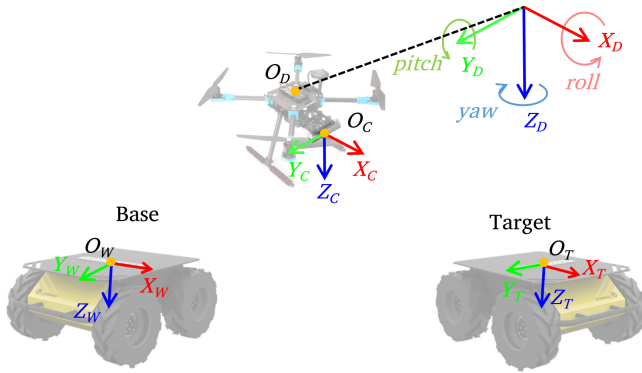 X_D
Y_D
Z_D
pitch
roll
yaw
O_D
O_C
X_C
Y_C
Z_C
Base
Target
O_W
Y_W
X_W
Z_W
O_T
X_T
Y_T
Z_T